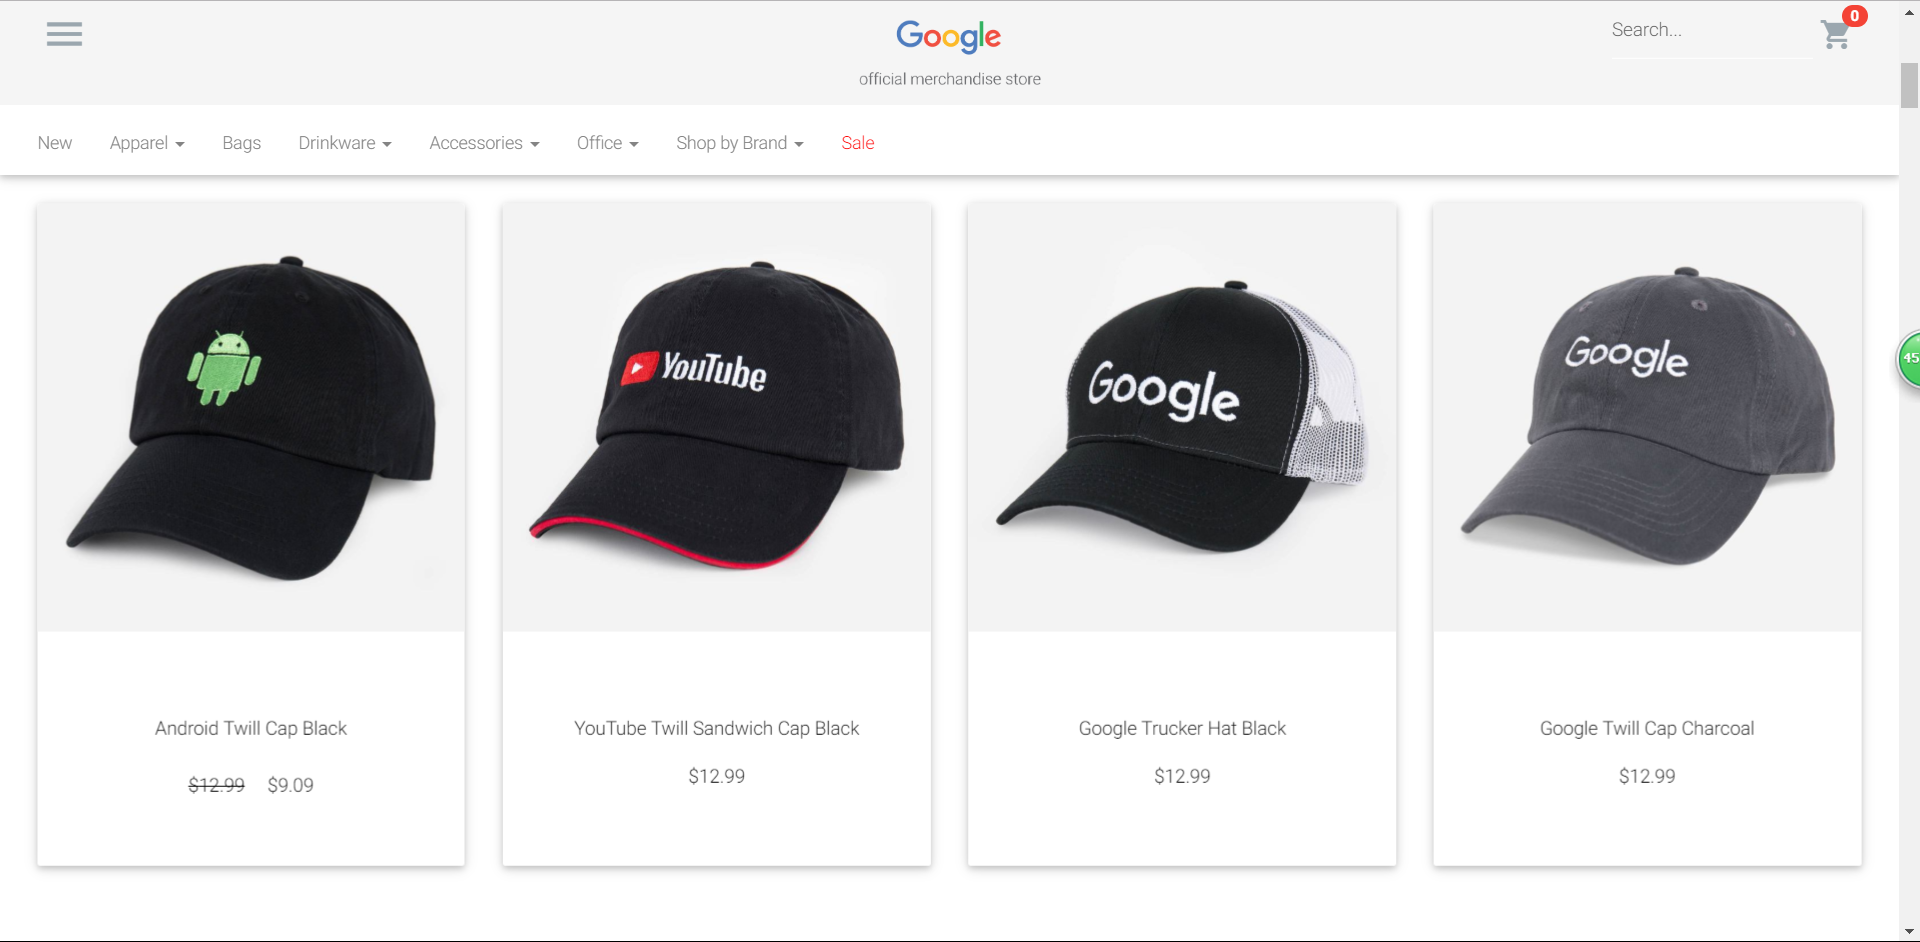 Google
official merchandise store
Search...
0
New
Apparel
Bags
Drinkware
Accessories
Office
Shop by Brand
Sale
YouTube
Google
Google
45
Android Twill Cap Black
$12.99 $9.09
YouTube Twill Sandwich Cap Black
$12.99
Google Trucker Hat Black
$12.99
Google Twill Cap Charcoal
$12.99